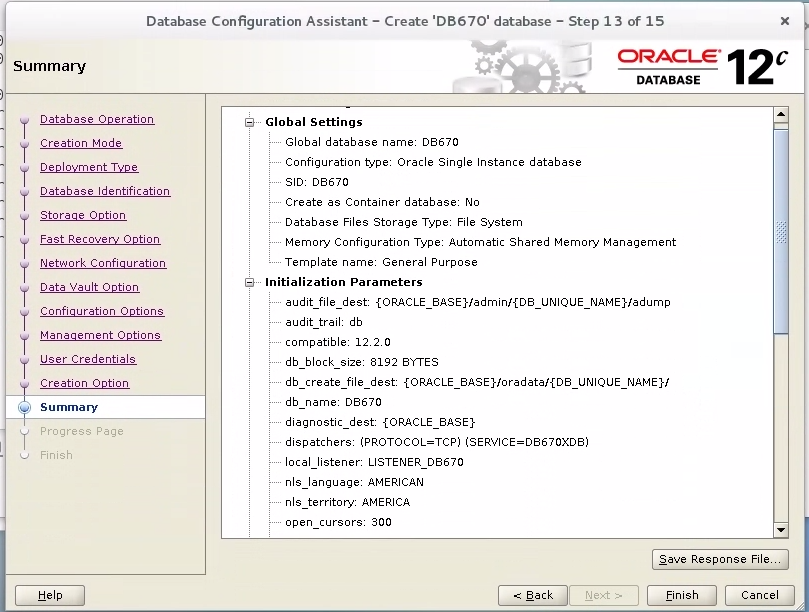 Database Configuration Assistant – Create 'DB670' database – Step 13 of 15
Summary
ORACLE
DATABASE
12c
Database Operation
Creation Mode
Deployment Type
Database Identification
Storage Option
Fast Recovery Option
Network Configuration
Data Vault Option
Configuration Options
Management Options
User Credentials
Creation Option
Summary
Progress Page
Finish
Global Settings
Global database name: DB670
Configuration type: Oracle Single Instance database
SID: DB670
Create as Container database: No
Database Files Storage Type: File System
Memory Configuration Type: Automatic Shared Memory Management
Template name: General Purpose
Initialization Parameters
audit_file_dest: {ORACLE_BASE}/admin/{DB_UNIQUE_NAME}/adump
audit_trail: db
compatible: 12.2.0
db_block_size: 8192 BYTES
db_create_file_dest: {ORACLE_BASE}/oradata/{DB_UNIQUE_NAME}/
db_name: DB670
diagnostic_dest: {ORACLE_BASE}
dispatchers: (PROTOCOL=TCP) (SERVICE=DB670XDB)
local_listener: LISTENER_DB670
nls_language: AMERICAN
nls_territory: AMERICA
open_cursors: 300
Save Response File...
Help
< Back
Next >
Finish
Cancel